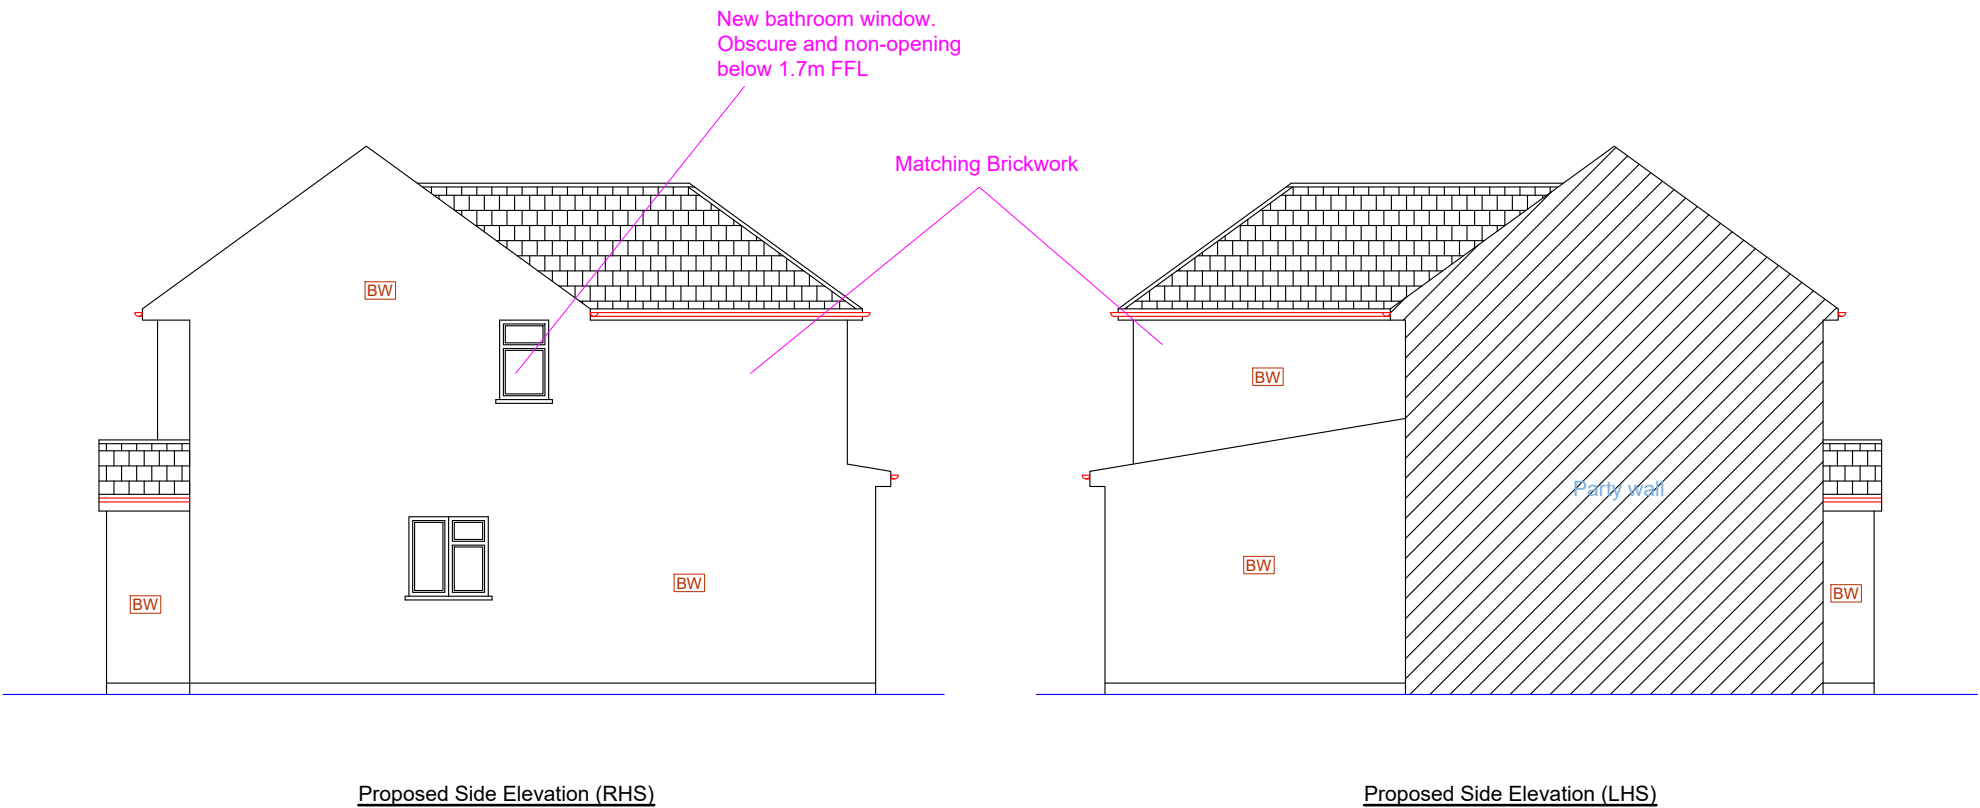 New bathroom window.
Obscure and non-opening
below 1.7m FFL
Matching Brickwork
BW
BW
BW
Party wall
BW
BW
BW
BW
Proposed Side Elevation (RHS)
Proposed Side Elevation (LHS)